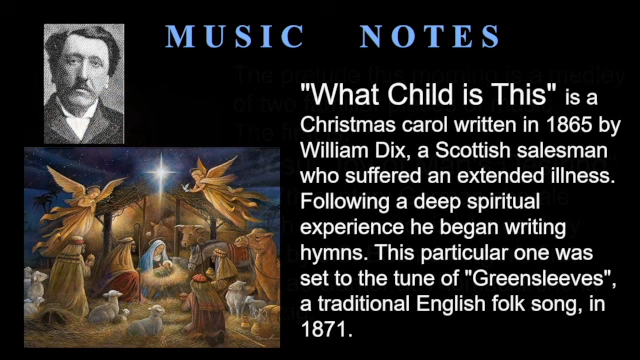 MUSIC NOTES
"What Child is This" is a
Christmas carol written in 1865 by
William Dix, a Scottish salesman
who suffered an extended illness.
Following a deep spiritual
experience he began writing
hymns. This particular one was
set to the tune of "Greensleeves",
a traditional English folk song, in
1871.